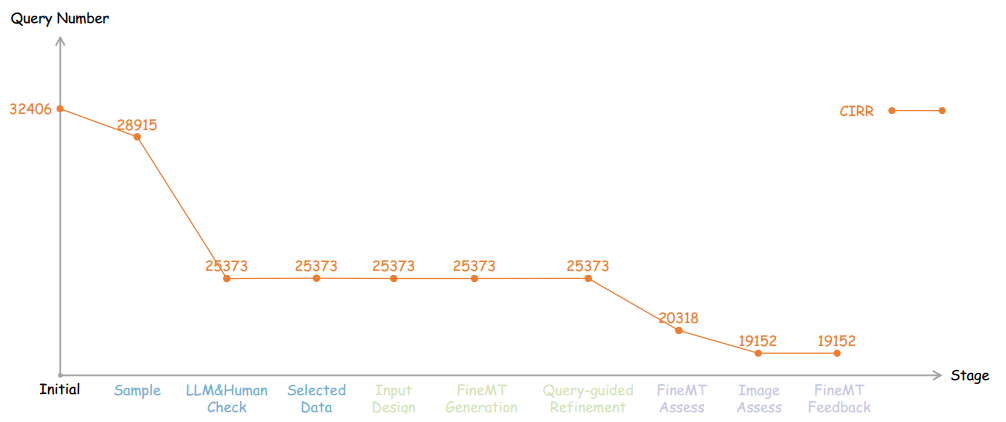 Query Number
32406
28915
CIRR
25373
25373
25373
25373
25373
20318
19152
19152
Initial
Sample
LLM&Human
Check
Selected
Data
Input
Design
FineMT
Generation
Query-guided
Refinement
FineMT
Assess
Image
Assess
FineMT
Feedback
Stage